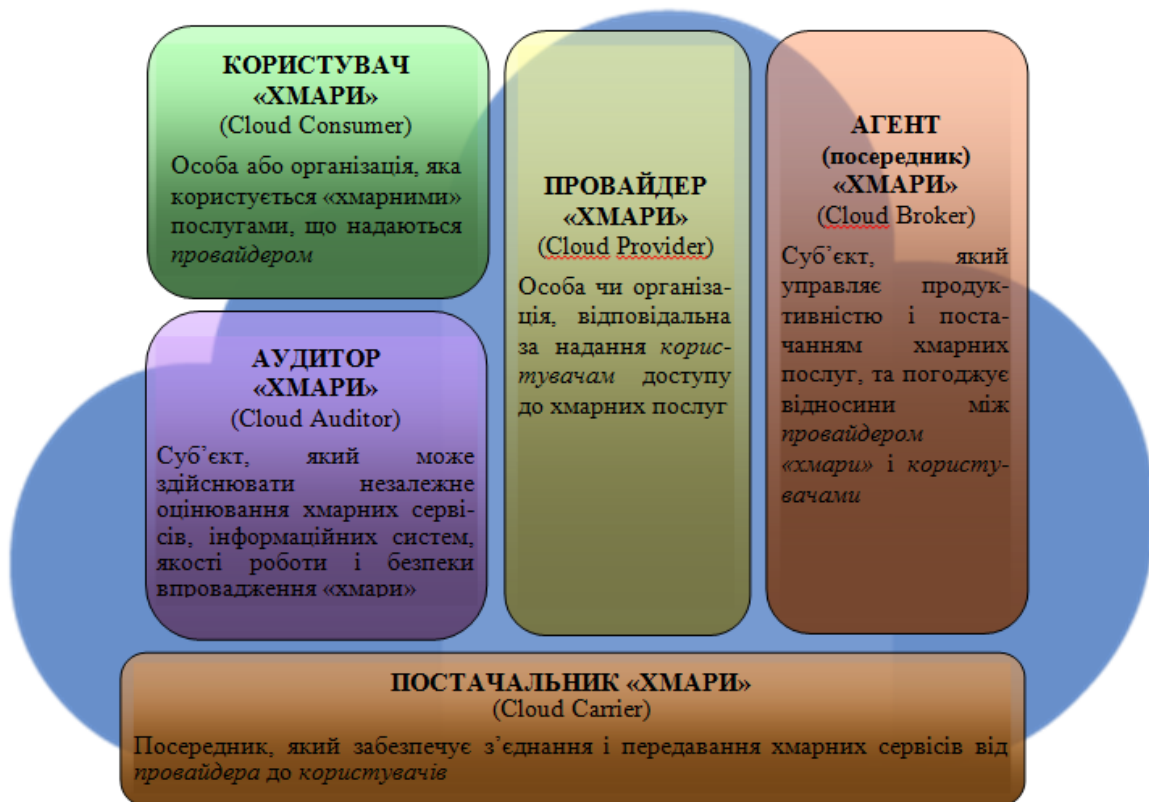 КОРИСТУВАЧ
«ХМАРИ»
(Cloud Consumer)
Особа або організація, яка
користується «хмарними»
послугами, що надаються
провайдером
АУДИТОР
«ХМАРИ»
(Cloud Auditor)
Суб’єкт, який може
здійснювати незалежне
оцінювання хмарних серві-
сів, інформаційних систем,
якості роботи і безпеки
впровадження «хмари»
ПРОВАЙДЕР
«ХМАРИ»
(Cloud Provider)
Особа чи організа-
ція, відповідальна
за надання корис-
тувачам доступу
до хмарних послуг
АГЕНТ
(посередник)
«ХМАРИ»
(Cloud Broker)
Суб’єкт, який
управляє продук-
тивністю і поста-
чанням хмарних
послуг, та погоджує
відносини між
провайдером
«хмари» і користу-
вачами
ПОСТАЧАЛЬНИК «ХМАРИ»
(Cloud Carrier)
Посередник, який забезпечує з’єднання і передавання хмарних сервісів від
провайдера до користувачів